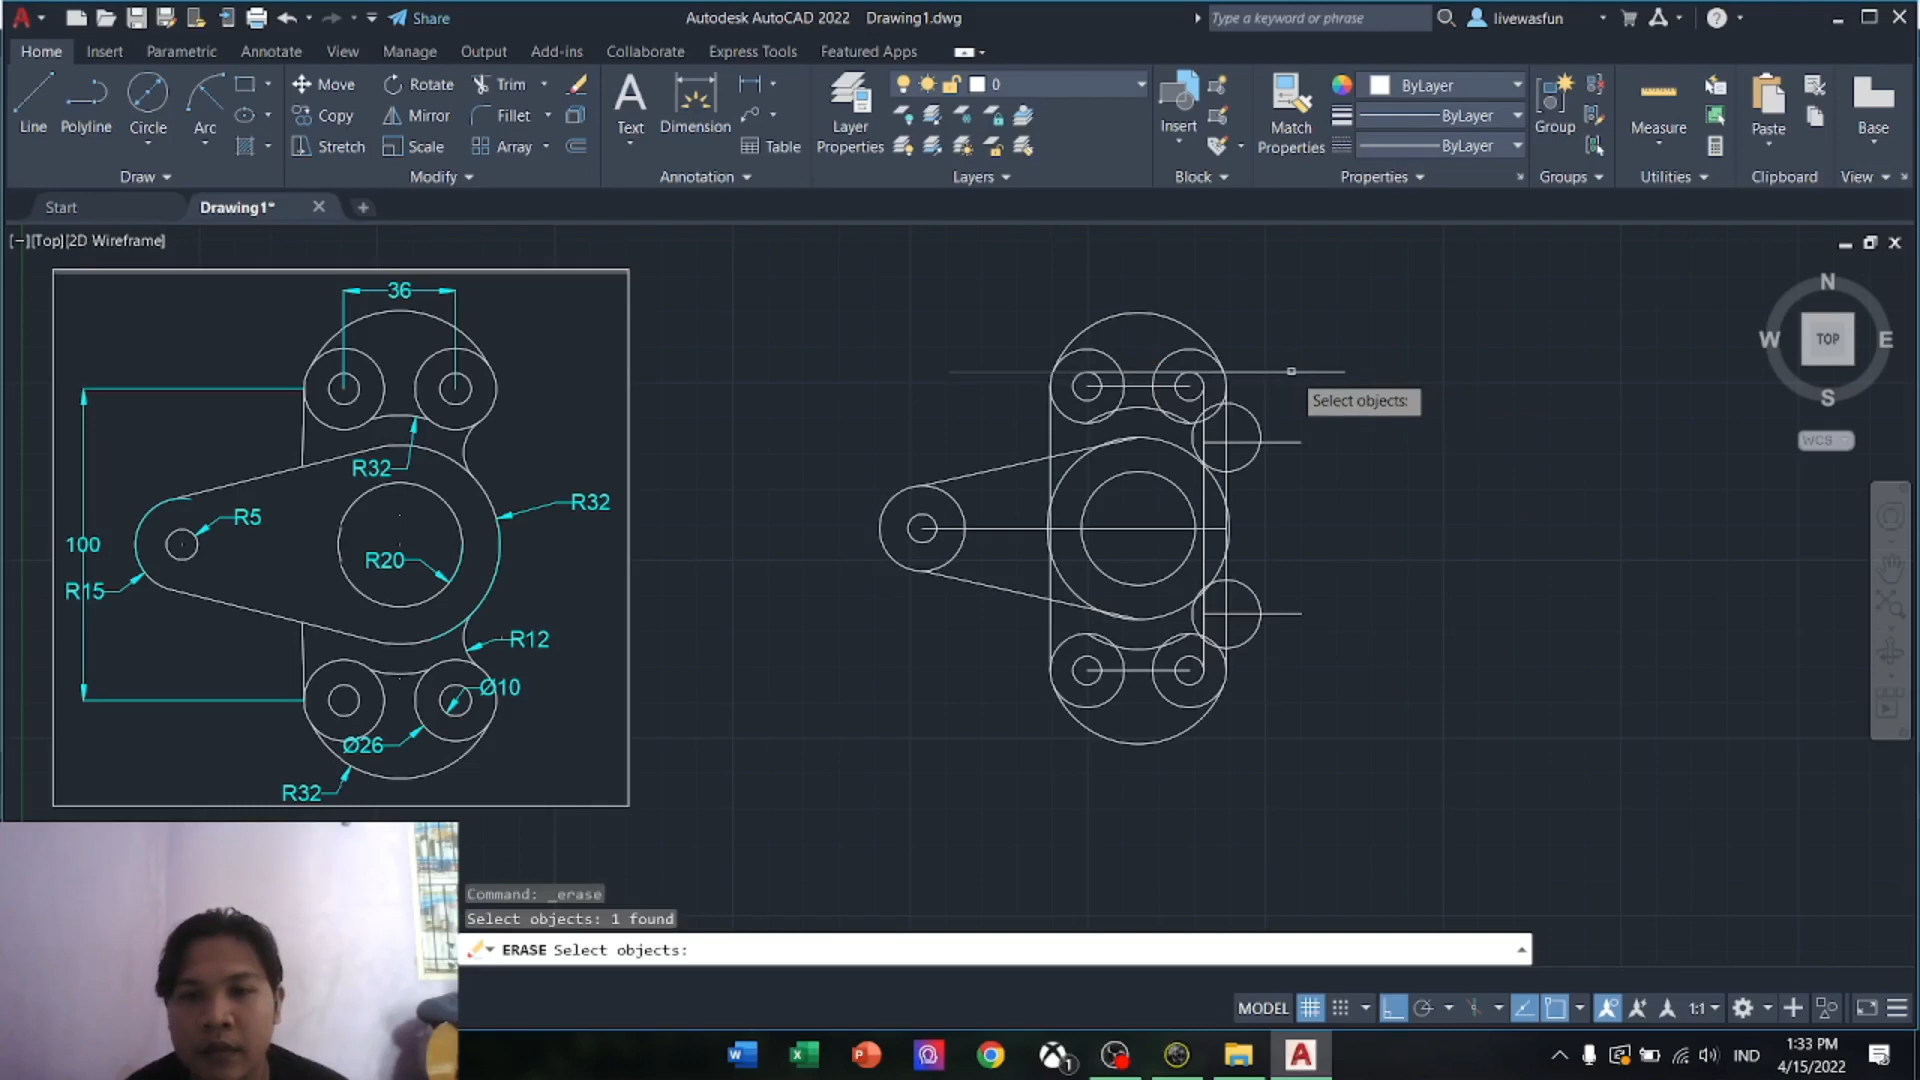 Share
Autodesk AutoCAD 2022 Drawing1.dwg
Type a keyword or phrase
livewasfun
Home Insert Parametric Annotate View Manage Output Add-ins Collaborate Express Tools Featured Apps
Line
Polyline
Circle
Arc
Move
Rotate
Trim
Copy
Mirror
Fillet
Stretch
Scale
Array
Text
Dimension
Table
Layer
Properties
0
Insert
Match
Properties
ByLayer
ByLayer
ByLayer
Group
Measure
Paste
Base
Draw
Modify
Annotation
Layers
Block
Properties
Groups
Utilities
Clipboard
View
Start
Drawing1*
[−][Top][2D Wireframe]
36
R32
R32
R5
100
R20
R15
R12
Ø10
Ø26
R32
Select objects:
N
W
TOP
E
S
WCS
Command: _erase
Select objects: 1 found
ERASE Select objects:
MODEL
1:1
1
IND
1:33 PM
4/15/2022